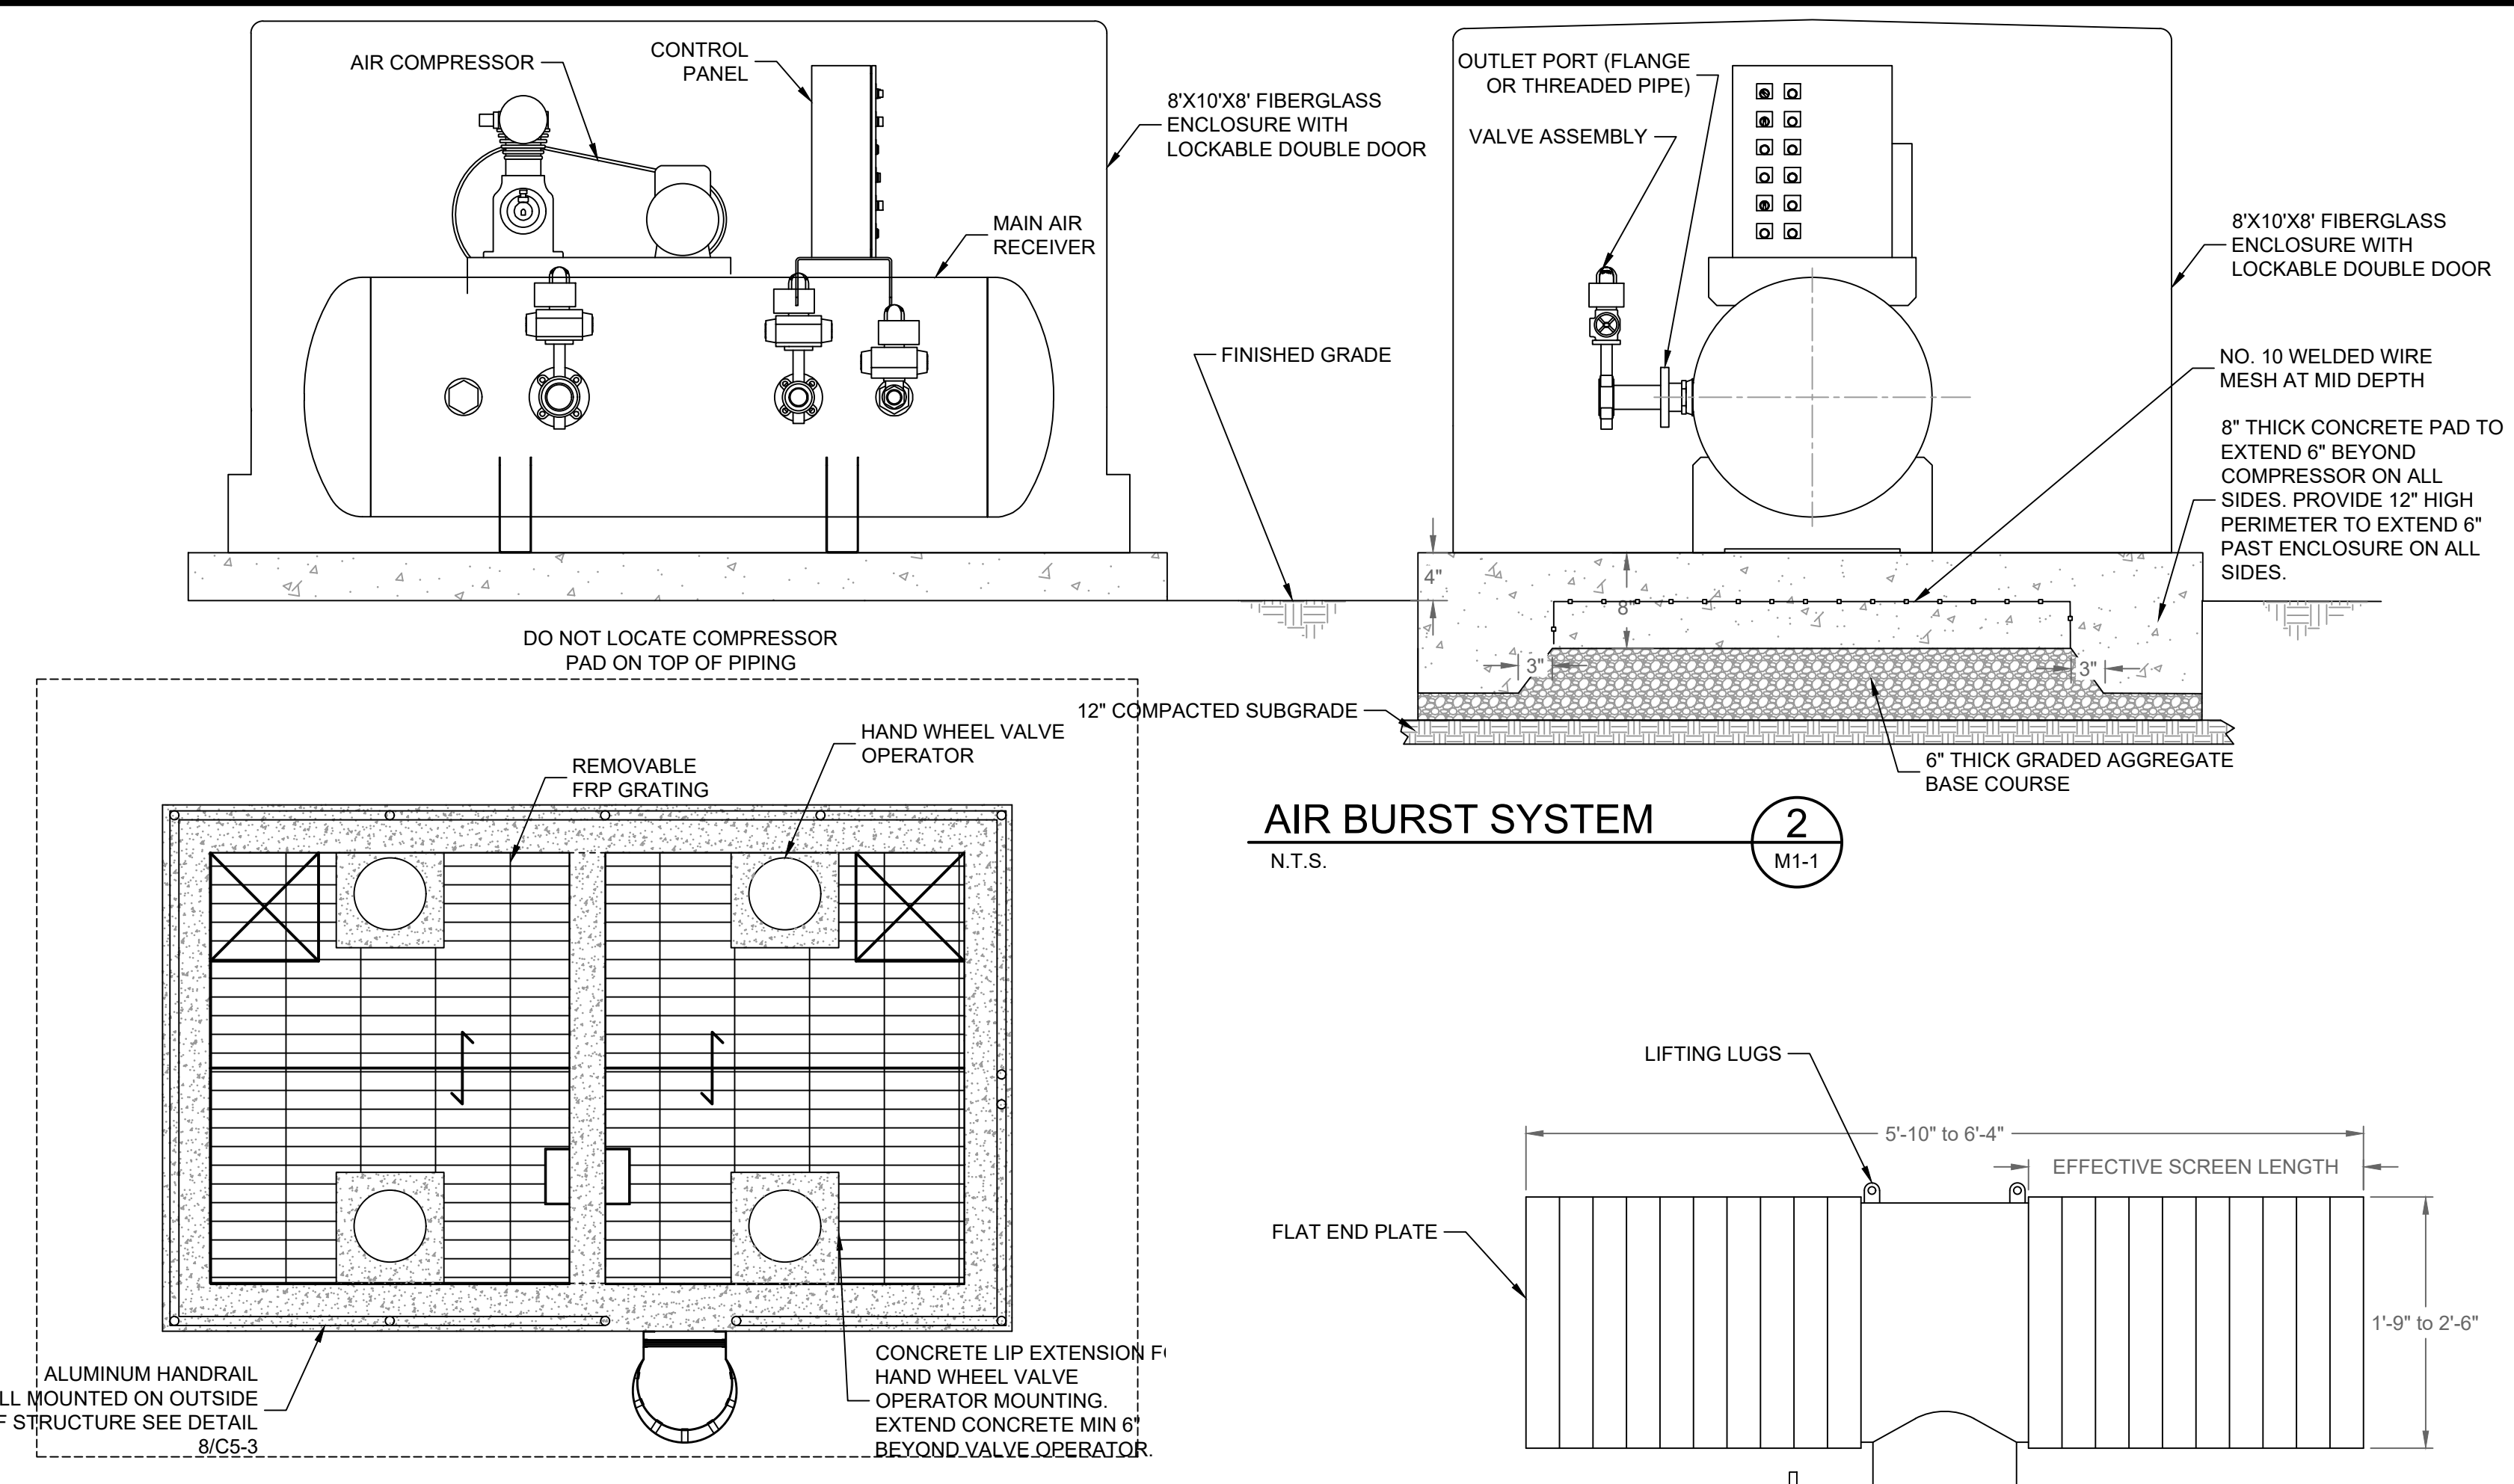 AIR COMPRESSOR
CONTROL
PANEL
8'X10'X8' FIBERGLASS
ENCLOSURE WITH
LOCKABLE DOUBLE DOOR
MAIN AIR
RECEIVER
FINISHED GRADE
OUTLET PORT (FLANGE
OR THREADED PIPE)
VALVE ASSEMBLY
8'X10'X8' FIBERGLASS
ENCLOSURE WITH
LOCKABLE DOUBLE DOOR
NO. 10 WELDED WIRE
MESH AT MID DEPTH
8" THICK CONCRETE PAD TO
EXTEND 6" BEYOND
COMPRESSOR ON ALL
SIDES. PROVIDE 12" HIGH
PERIMETER TO EXTEND 6"
PAST ENCLOSURE ON ALL
SIDES.
4"
8"
3"
3"
12" COMPACTED SUBGRADE
6" THICK GRADED AGGREGATE
BASE COURSE
AIR BURST SYSTEM
2
N.T.S.
M1-1
DO NOT LOCATE COMPRESSOR
PAD ON TOP OF PIPING
HAND WHEEL VALVE
OPERATOR
REMOVABLE
FRP GRATING
ALUMINUM HANDRAIL
LL MOUNTED ON OUTSIDE
F STRUCTURE SEE DETAIL
8/C5-3
CONCRETE LIP EXTENSION F
HAND WHEEL VALVE
OPERATOR MOUNTING.
EXTEND CONCRETE MIN 6"
BEYOND VALVE OPERATOR.
LIFTING LUGS
5'-10" to 6'-4"
EFFECTIVE SCREEN LENGTH
FLAT END PLATE
1'-9" to 2'-6"